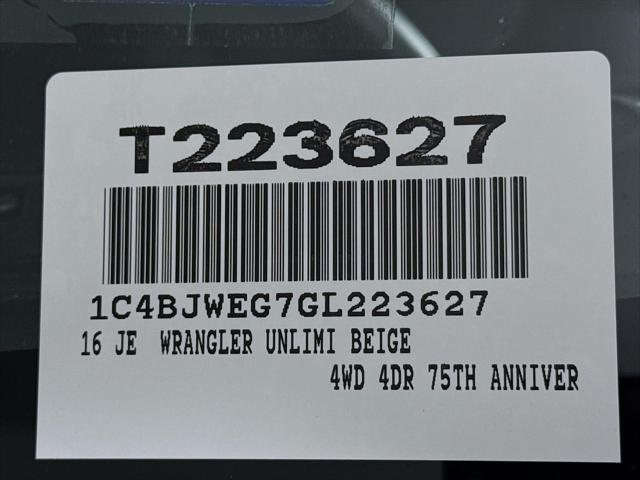 T223627
1C4BJWEG7GL223627
16 JE WRANGLER UNLIMI BEIGE
4WD 4DR 75TH ANNIVER